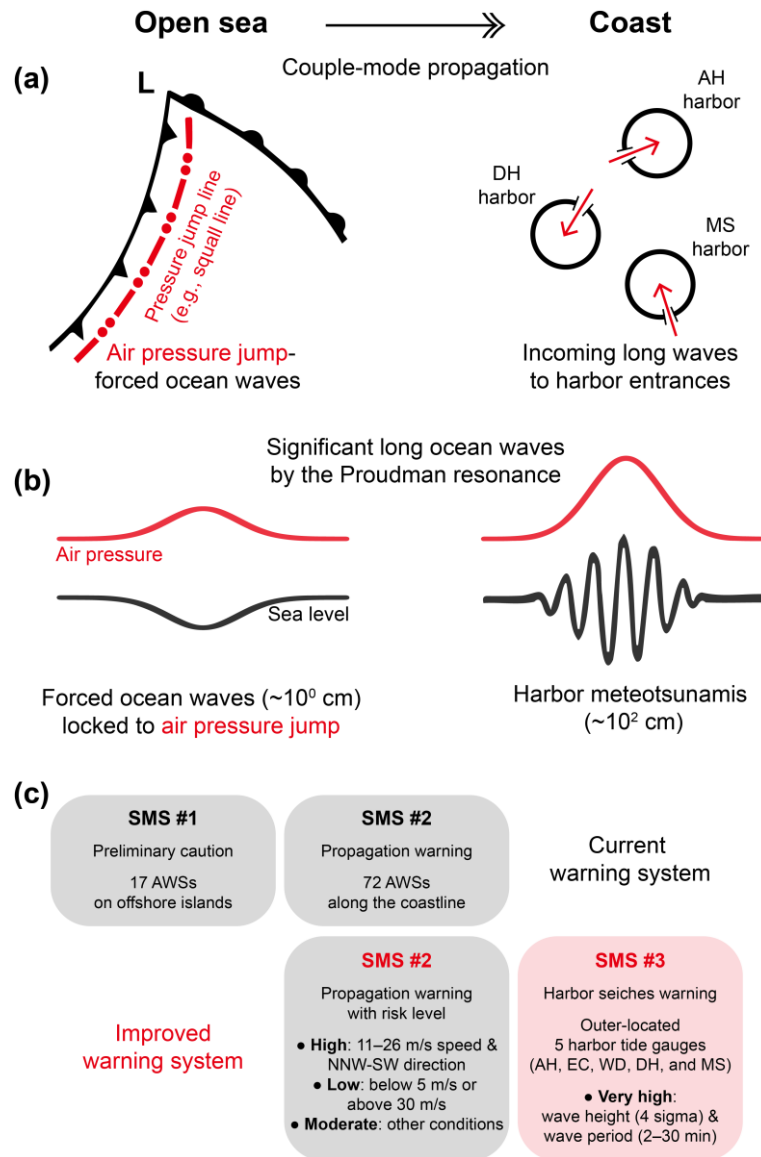 Open sea
Coast
Couple-mode propagation
(a)
L
Pressure jump line
(e.g., squall line)
Air pressure jump-
forced ocean waves
AH
harbor
DH
harbor
MS
harbor
Incoming long waves
to harbor entrances
Significant long ocean waves
by the Proudman resonance
(b)
Air pressure
Sea level
Forced ocean waves (~10⁰ cm)
locked to air pressure jump
Harbor meteotsunamis
(~10² cm)
(c)
SMS #1
Preliminary caution
17 AWSs
on offshore islands
SMS #2
Propagation warning
72 AWSs
along the coastline
Current
warning system
Improved
warning system
SMS #2
Propagation warning
with risk level
● High: 11–26 m/s speed &
NNW-SW direction
● Low: below 5 m/s or
above 30 m/s
● Moderate: other conditions
SMS #3
Harbor seiches warning
Outer-located
5 harbor tide gauges
(AH, EC, WD, DH, and MS)
● Very high:
wave height (4 sigma) &
wave period (2–30 min)